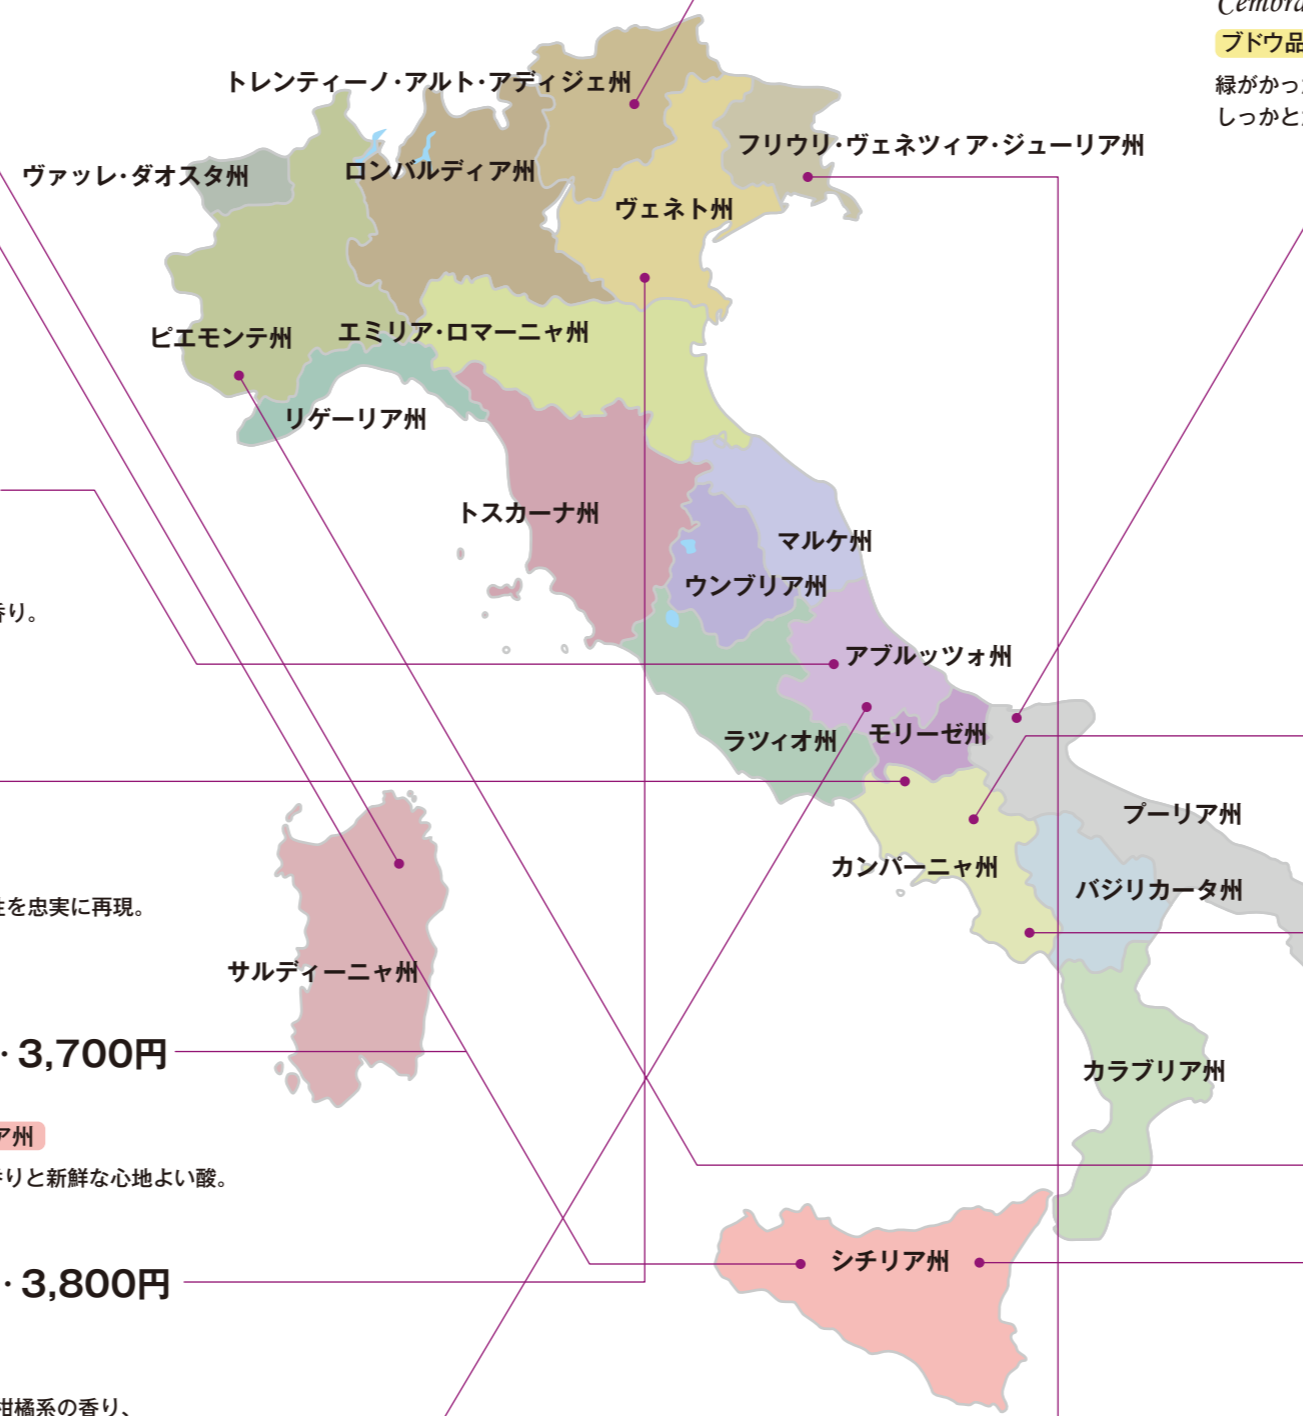 Cembra
ブドウ品
緑がかっ
しっかと
トレンティーノ・アルト・アディジェ州
フリウリ・ヴェネツィア・ジューリア州
ロンバルディア州
ヴァッレ・ダオスタ州
ヴェネト州
ピエモンテ州
エミリア・ロマーニャ州
リゲーリア州
トスカーナ州
マルケ州
ウンブリア州
香り。
アブルッツォ州
モリーゼ州
ラツィオ州
プーリア州
カンパーニャ州
バジリカータ州
性を忠実に再現。
サルディーニャ州
・3,700円
カラブリア州
ア州
香りと新鮮な心地よい酸。
シチリア州
・3,800円
柑橘系の香り、